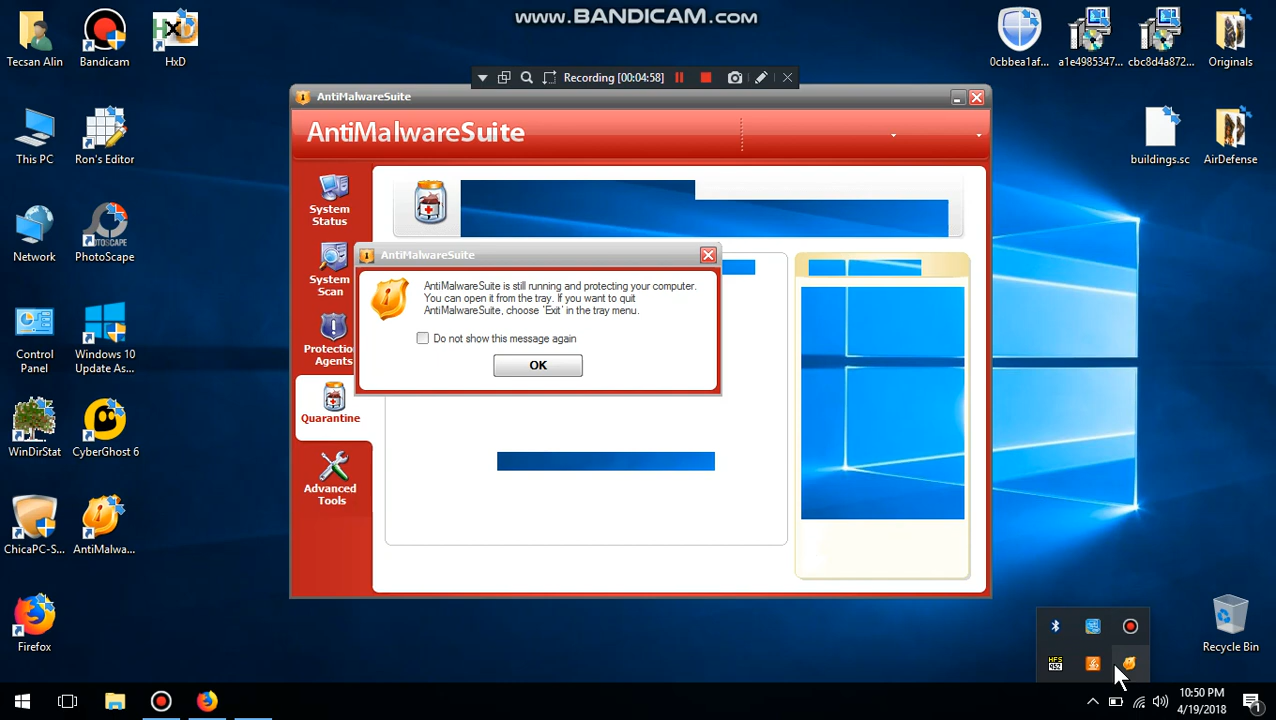 www.BANDICAM.com
Tecsan Alin
Bandicam
HxD
0cbbea1af...
a1e4985347...
cbc8d4a872...
Originals
Recording [00:04:58]
AntiMalwareSuite
AntiMalwareSuite
This PC
Ron's Editor
buildings.sc
AirDefense
System
Status
Network
PhotoScape
System
Scan
AntiMalwareSuite
AntiMalwareSuite is still running and protecting your computer.
You can open it from the tray. If you want to quit
AntiMalwareSuite, choose 'Exit' in the tray menu.
Do not show this message again
OK
Protectio
Agents
Control
Panel
Windows 10
Update As...
Quarantine
WinDirStat
CyberGhost 6
Advanced
Tools
ChicaPC-S...
AntiMalwa...
Firefox
Recycle Bin
HFS
10:50 PM
4/19/2018
1